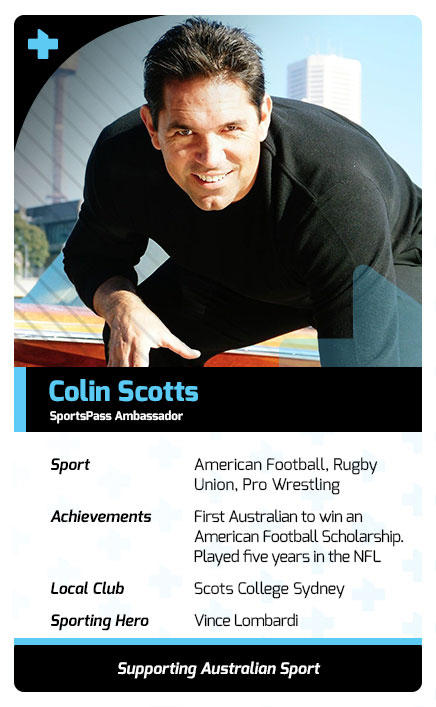 Colin Scotts
SportsPass Ambassador
Sport
American Football, Rugby
Union, Pro Wrestling
Achievements
First Australian to win an
American Football Scholarship.
Played five years in the NFL
Local Club
Scots College Sydney
Sporting Hero
Vince Lombardi
Supporting Australian Sport